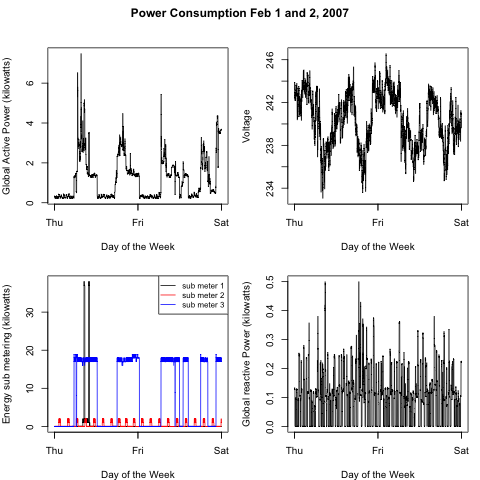 Power Consumption Feb 1 and 2, 2007
Global Active Power (kilowatts)
6
4
2
0
Thu Fri Sat
Day of the Week
Voltage
246
242
238
234
Thu Fri Sat
Day of the Week
Energy sub metering (kilowatts)
30
20
10
0
sub meter 1
sub meter 2
sub meter 3
Thu Fri Sat
Day of the Week
Global reactive Power (kilowatts)
0.5
0.4
0.3
0.2
0.1
0.0
Thu Fri Sat
Day of the Week